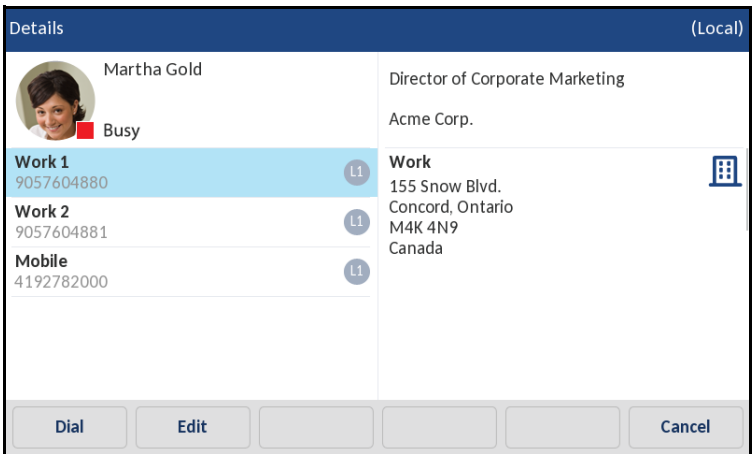 Details
(Local)
Martha Gold
Busy
Work 1
9057604880
L1
Work 2
9057604881
L1
Mobile
4192782000
L1
Director of Corporate Marketing
Acme Corp.
Work
155 Snow Blvd.
Concord, Ontario
M4K 4N9
Canada
Dial
Edit
Cancel